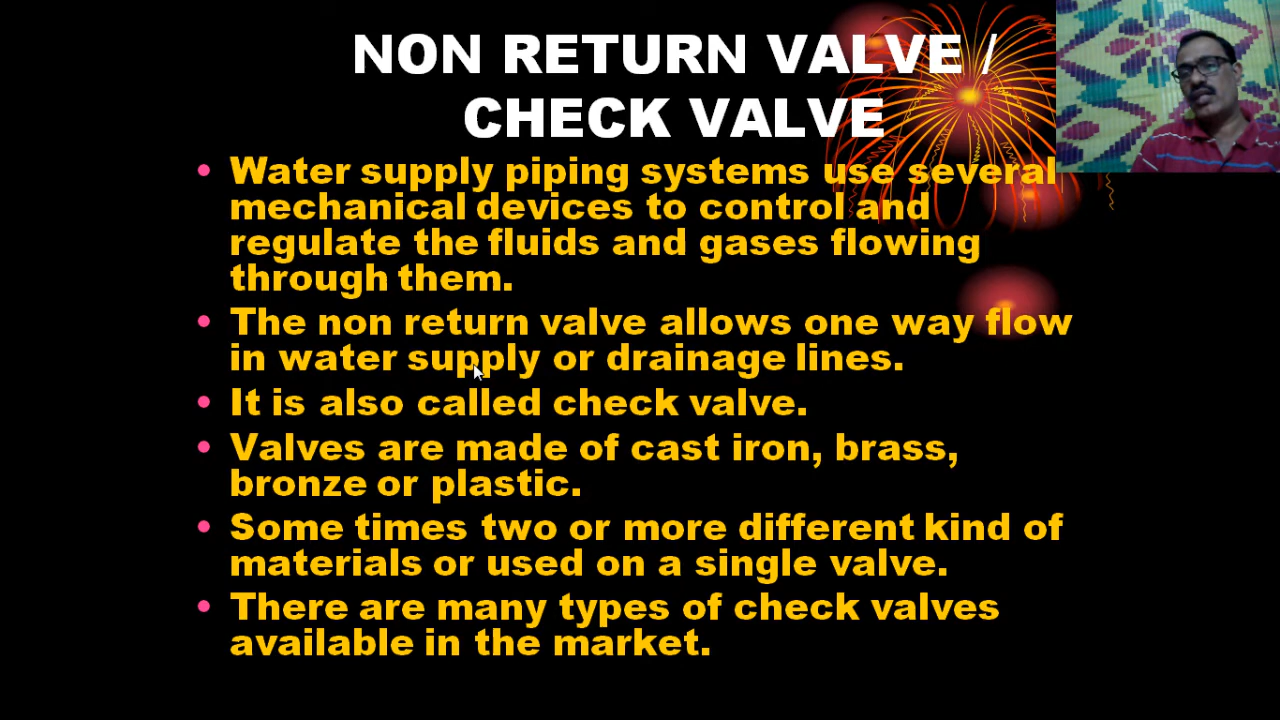 NON RETURN VALVE /
CHECK VALVE
• Water supply piping systems use several
mechanical devices to control and
regulate the fluids and gases flowing
through them.
• The non return valve allows one way flow
in water supply or drainage lines.
• It is also called check valve.
• Valves are made of cast iron, brass,
bronze or plastic.
• Some times two or more different kind of
materials or used on a single valve.
• There are many types of check valves
available in the market.